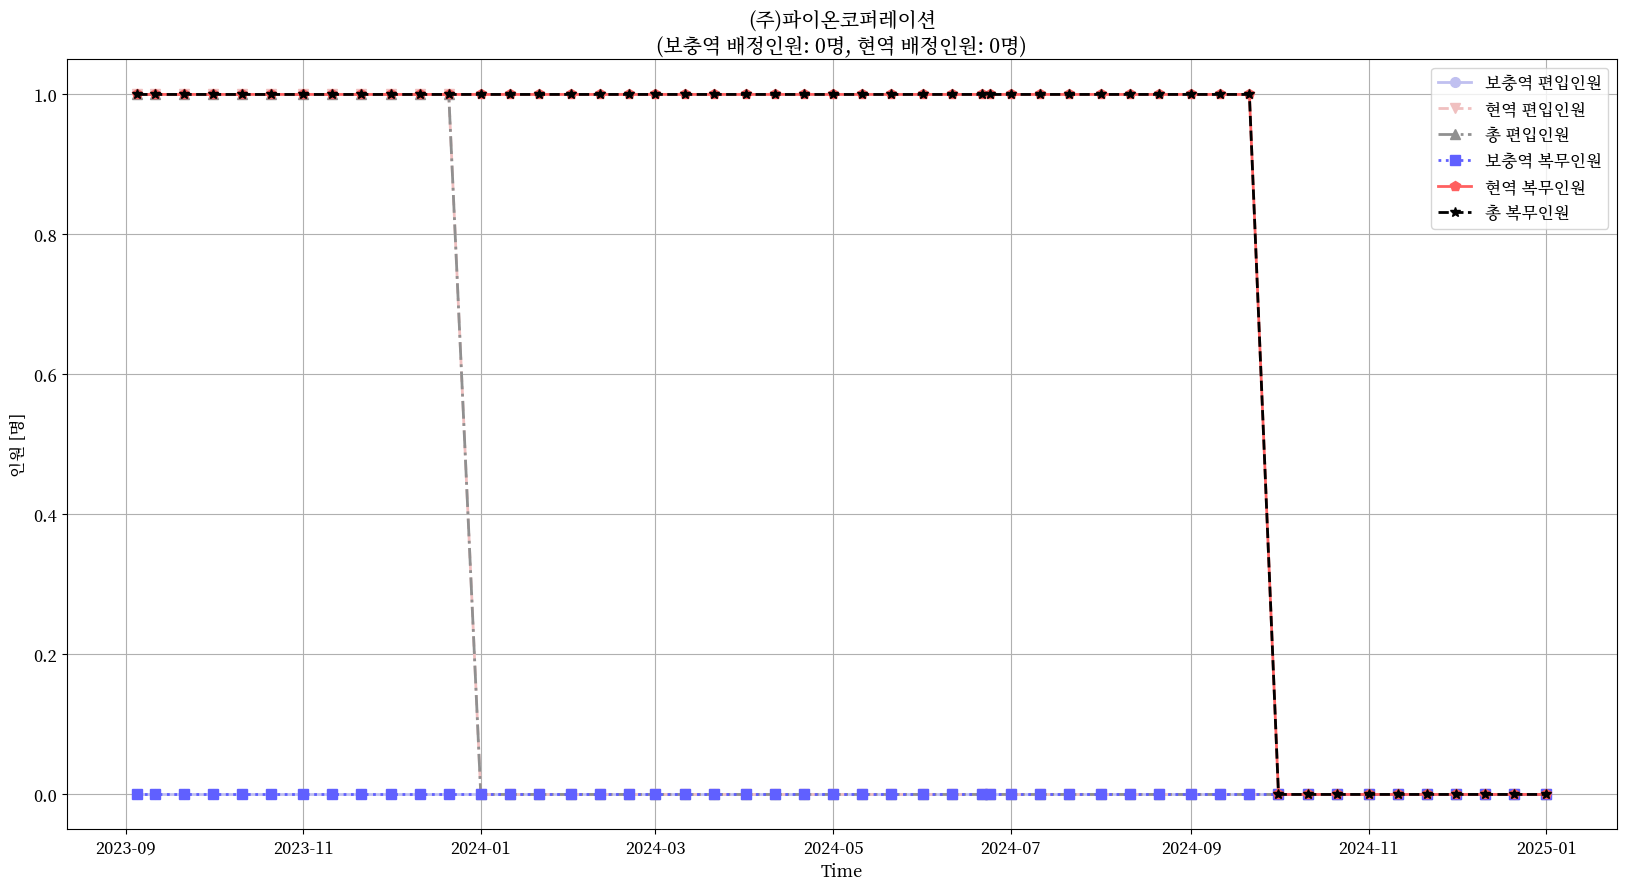 (주)파이온코퍼레이션
(보충역 배정인원: 0명, 현역 배정인원: 0명)
보충역 편입인원
현역 편입인원
총 편입인원
보충역 복무인원
현역 복무인원
총 복무인원
인원 [명]
1.0
0.8
0.6
0.4
0.2
0.0
2023-09 2023-11 2024-01 2024-03 2024-05 2024-07 2024-09 2024-11 2025-01
Time